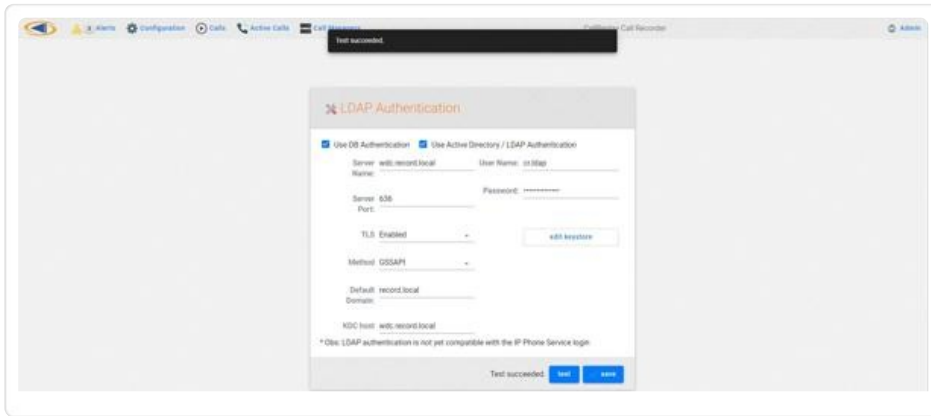 Alerts Configuration Calls Active Calls Call Managers Call Recorder Admin
Test succeeded.
LDAP Authentication
Use DB Authentication Use Active Directory / LDAP Authentication
Server Name: wdc.record.local User Name: cr.ldap
Password: ••••••••••••
Server Port: 636
TLS Enabled edit keystore
Method GSSAPI
Default Domain: record.local
KDC host wdc.record.local
* Obs: LDAP authentication is not yet compatible with the IP Phone Service login
Test succeeded. test save